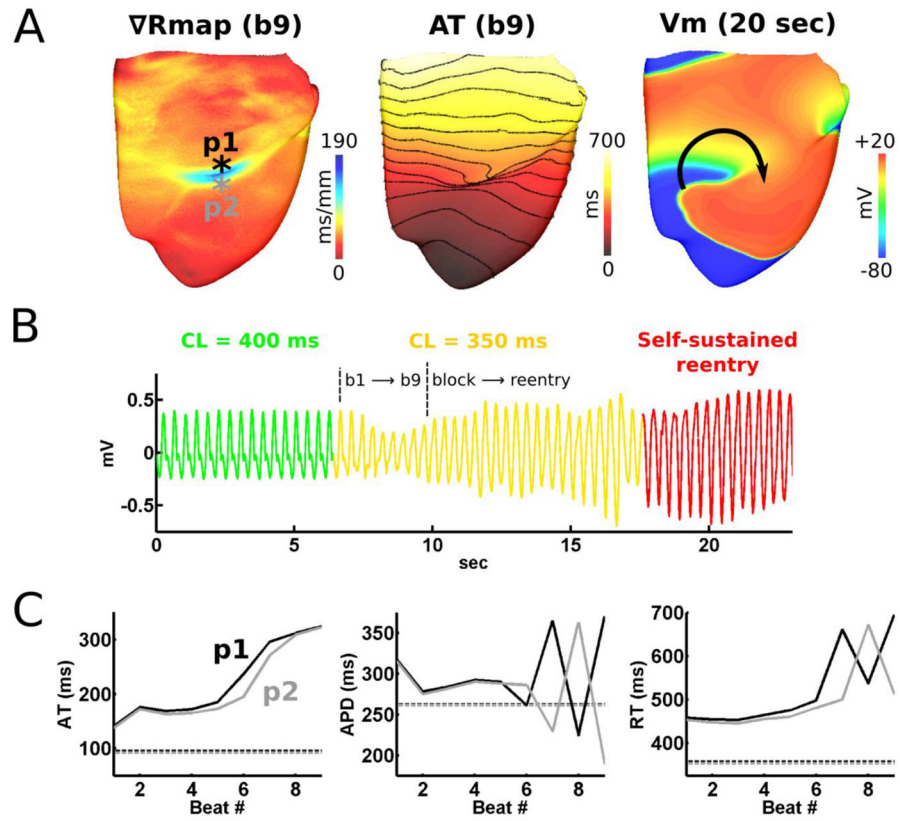 A
∇Rmap (b9)
AT (b9)
Vm (20 sec)
p1
*
*
p2
190
ms/mm
0
700
ms
0
+20
mV
-80
B
CL = 400 ms
CL = 350 ms
Self-sustained
reentry
b1 → b9
block → reentry
mV
0.5
0
-0.5
0
5
10
15
20
sec
C
AT (ms)
300
200
100
p1
p2
2
4
6
8
Beat #
APD (ms)
350
300
250
200
2
4
6
8
Beat #
RT (ms)
700
600
500
400
2
4
6
8
Beat #